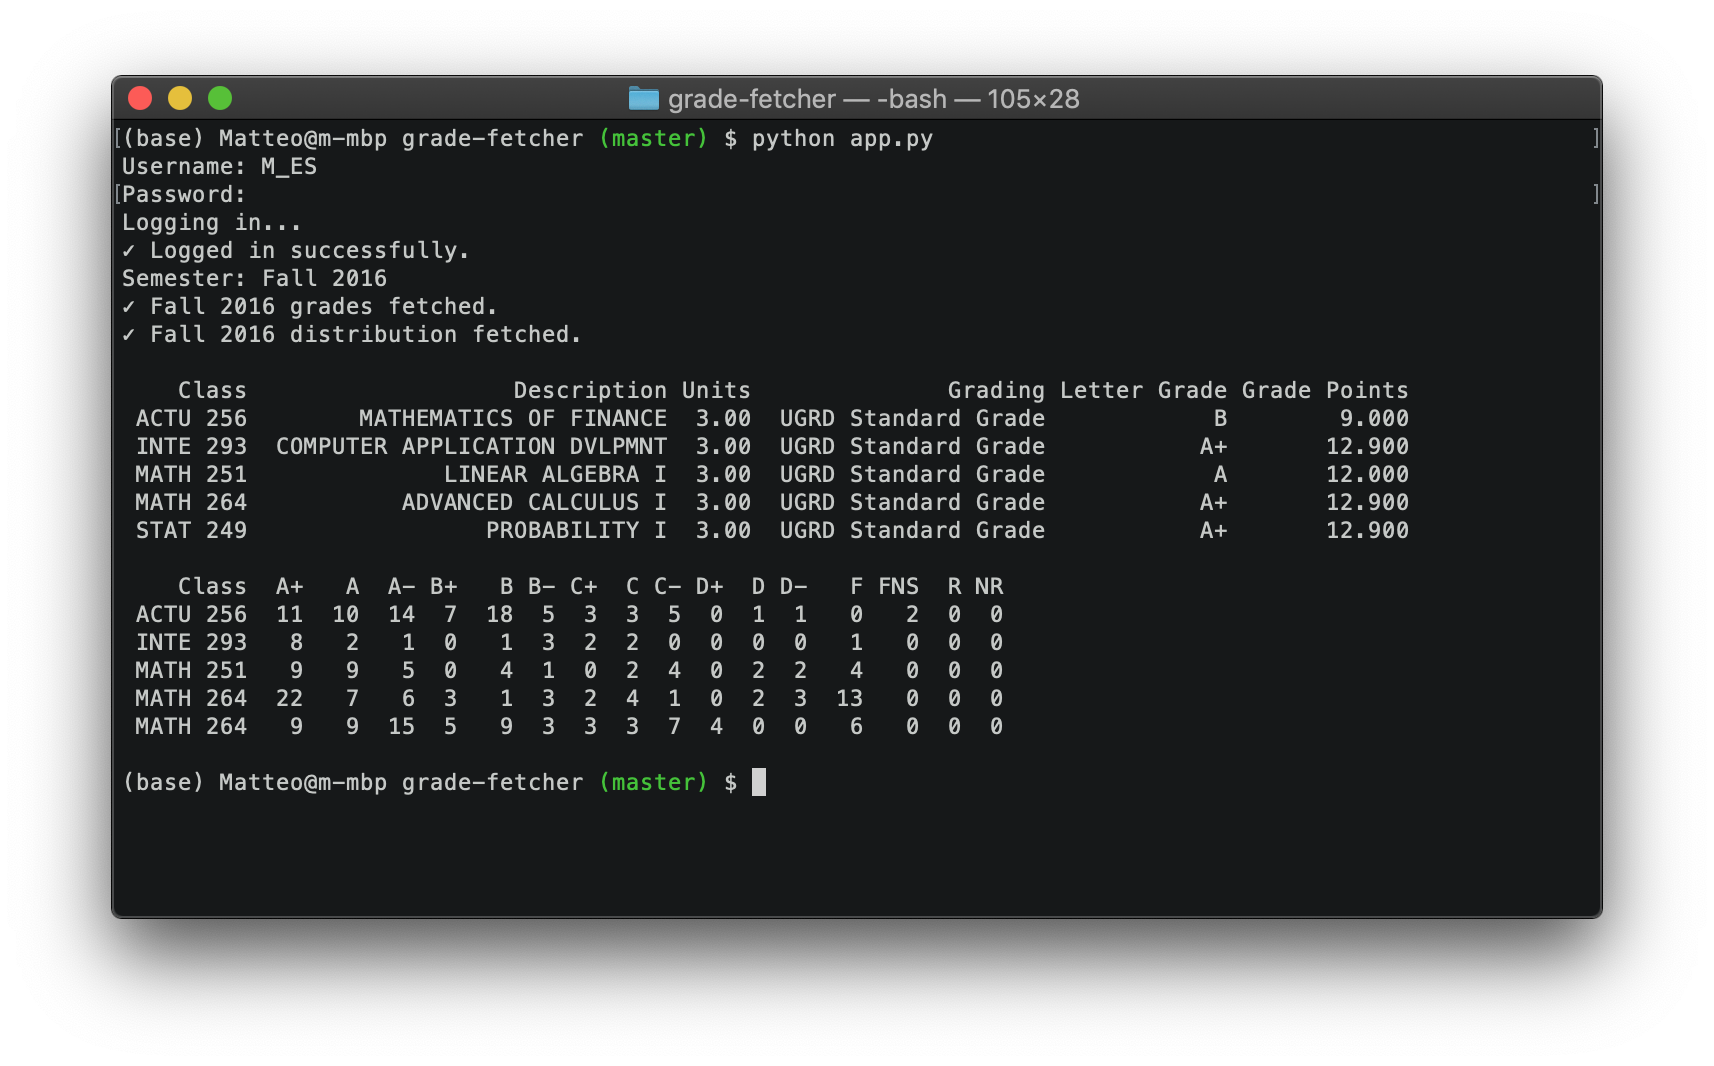 grade-fetcher — -bash — 105×28
[(base) Matteo@m-mbp grade-fetcher (master) $ python app.py ]
Username: M_ES
[Password: ]
Logging in...
✓ Logged in successfully.
Semester: Fall 2016
✓ Fall 2016 grades fetched.
✓ Fall 2016 distribution fetched.
Class Description Units Grading Letter Grade Grade Points
ACTU 256 MATHEMATICS OF FINANCE 3.00 UGRD Standard Grade B 9.000
INTE 293 COMPUTER APPLICATION DVLPMNT 3.00 UGRD Standard Grade A+ 12.900
MATH 251 LINEAR ALGEBRA I 3.00 UGRD Standard Grade A 12.000
MATH 264 ADVANCED CALCULUS I 3.00 UGRD Standard Grade A+ 12.900
STAT 249 PROBABILITY I 3.00 UGRD Standard Grade A+ 12.900
Class A+ A A- B+ B B- C+ C C- D+ D D- F FNS R NR
ACTU 256 11 10 14 7 18 5 3 3 5 0 1 1 0 2 0 0
INTE 293 8 2 1 0 1 3 2 2 0 0 0 0 1 0 0 0
MATH 251 9 9 5 0 4 1 0 2 4 0 2 2 4 0 0 0
MATH 264 22 7 6 3 1 3 2 4 1 0 2 3 13 0 0 0
MATH 264 9 9 15 5 9 3 3 3 7 4 0 0 6 0 0 0
(base) Matteo@m-mbp grade-fetcher (master) $